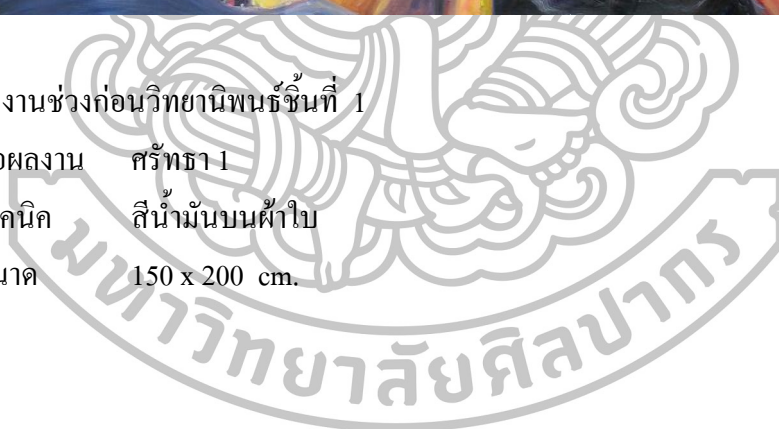 งานช่วงก่อนวิทยานิพนธ์ชิ้นที่ 1
ผลงาน ศรัทธา 1
คนิค สีน้ำมันบนผ้าใบ
นาด 150 x 200 cm.
มหาวิทยาลัยศิลปากร